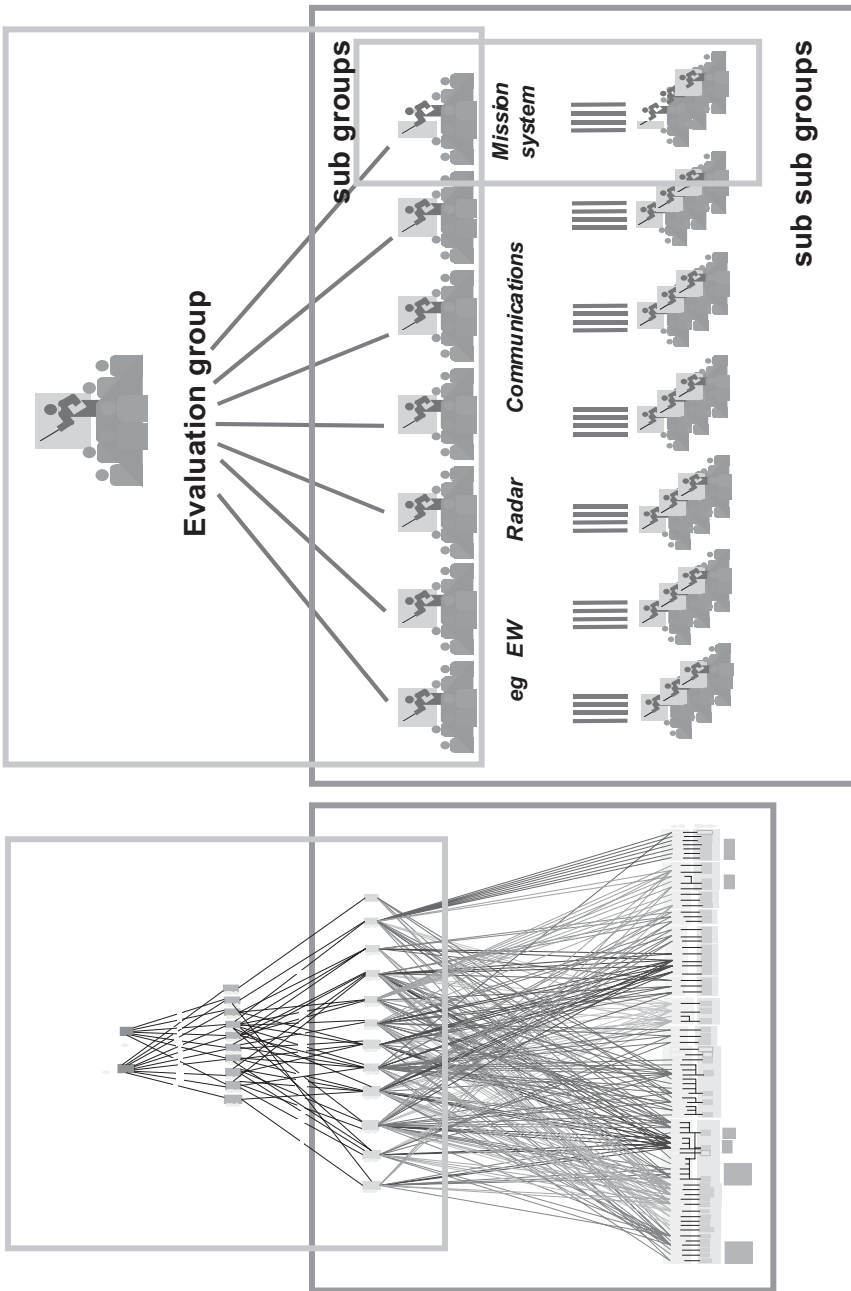 Evaluation group
sub groups
eg EW Radar Communications Mission
system
sub sub groups